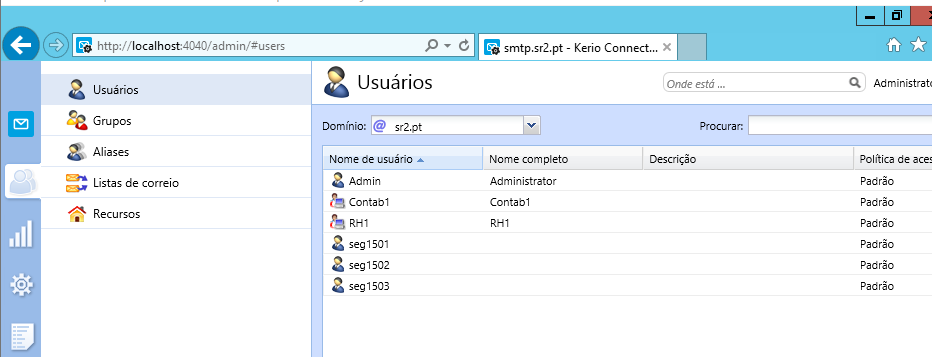 http://localhost:4040/admin/#users
smtp.sr2.pt - Kerio Connect...
Usuários
Grupos
Aliases
Listas de correio
Recursos
Usuários
Onde está ...
Administrato
Domínio:
@ sr2.pt
Procurar:
Nome de usuário Nome completo Descrição Política de aces
Admin Administrator Padrão
Contab1 Contab1 Padrão
RH1 RH1 Padrão
seg1501 Padrão
seg1502 Padrão
seg1503 Padrão